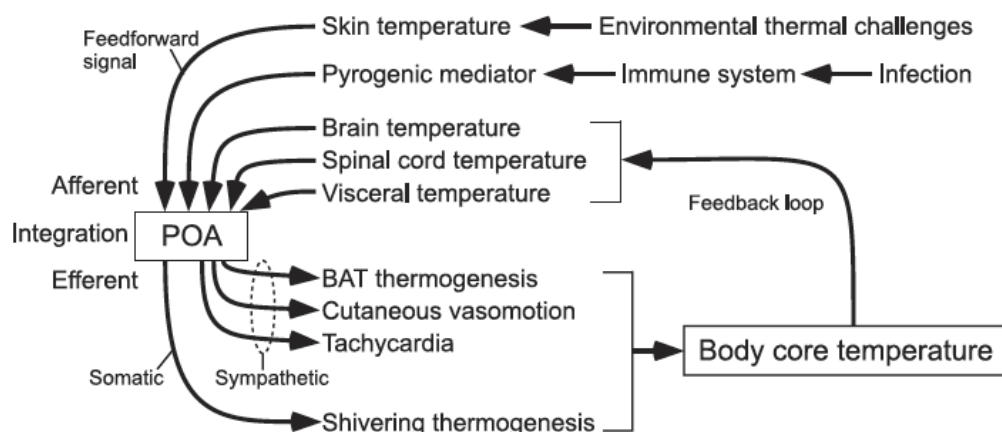 Skin temperature
Environmental thermal challenges
Feedforward
signal
Pyrogenic mediator
Immune system
Infection
Brain temperature
Spinal cord temperature
Visceral temperature
Feedback loop
Afferent
Integration
POA
Efferent
BAT thermogenesis
Cutaneous vasomotion
Tachycardia
Body core temperature
Somatic
Sympathetic
Shivering thermogenesis